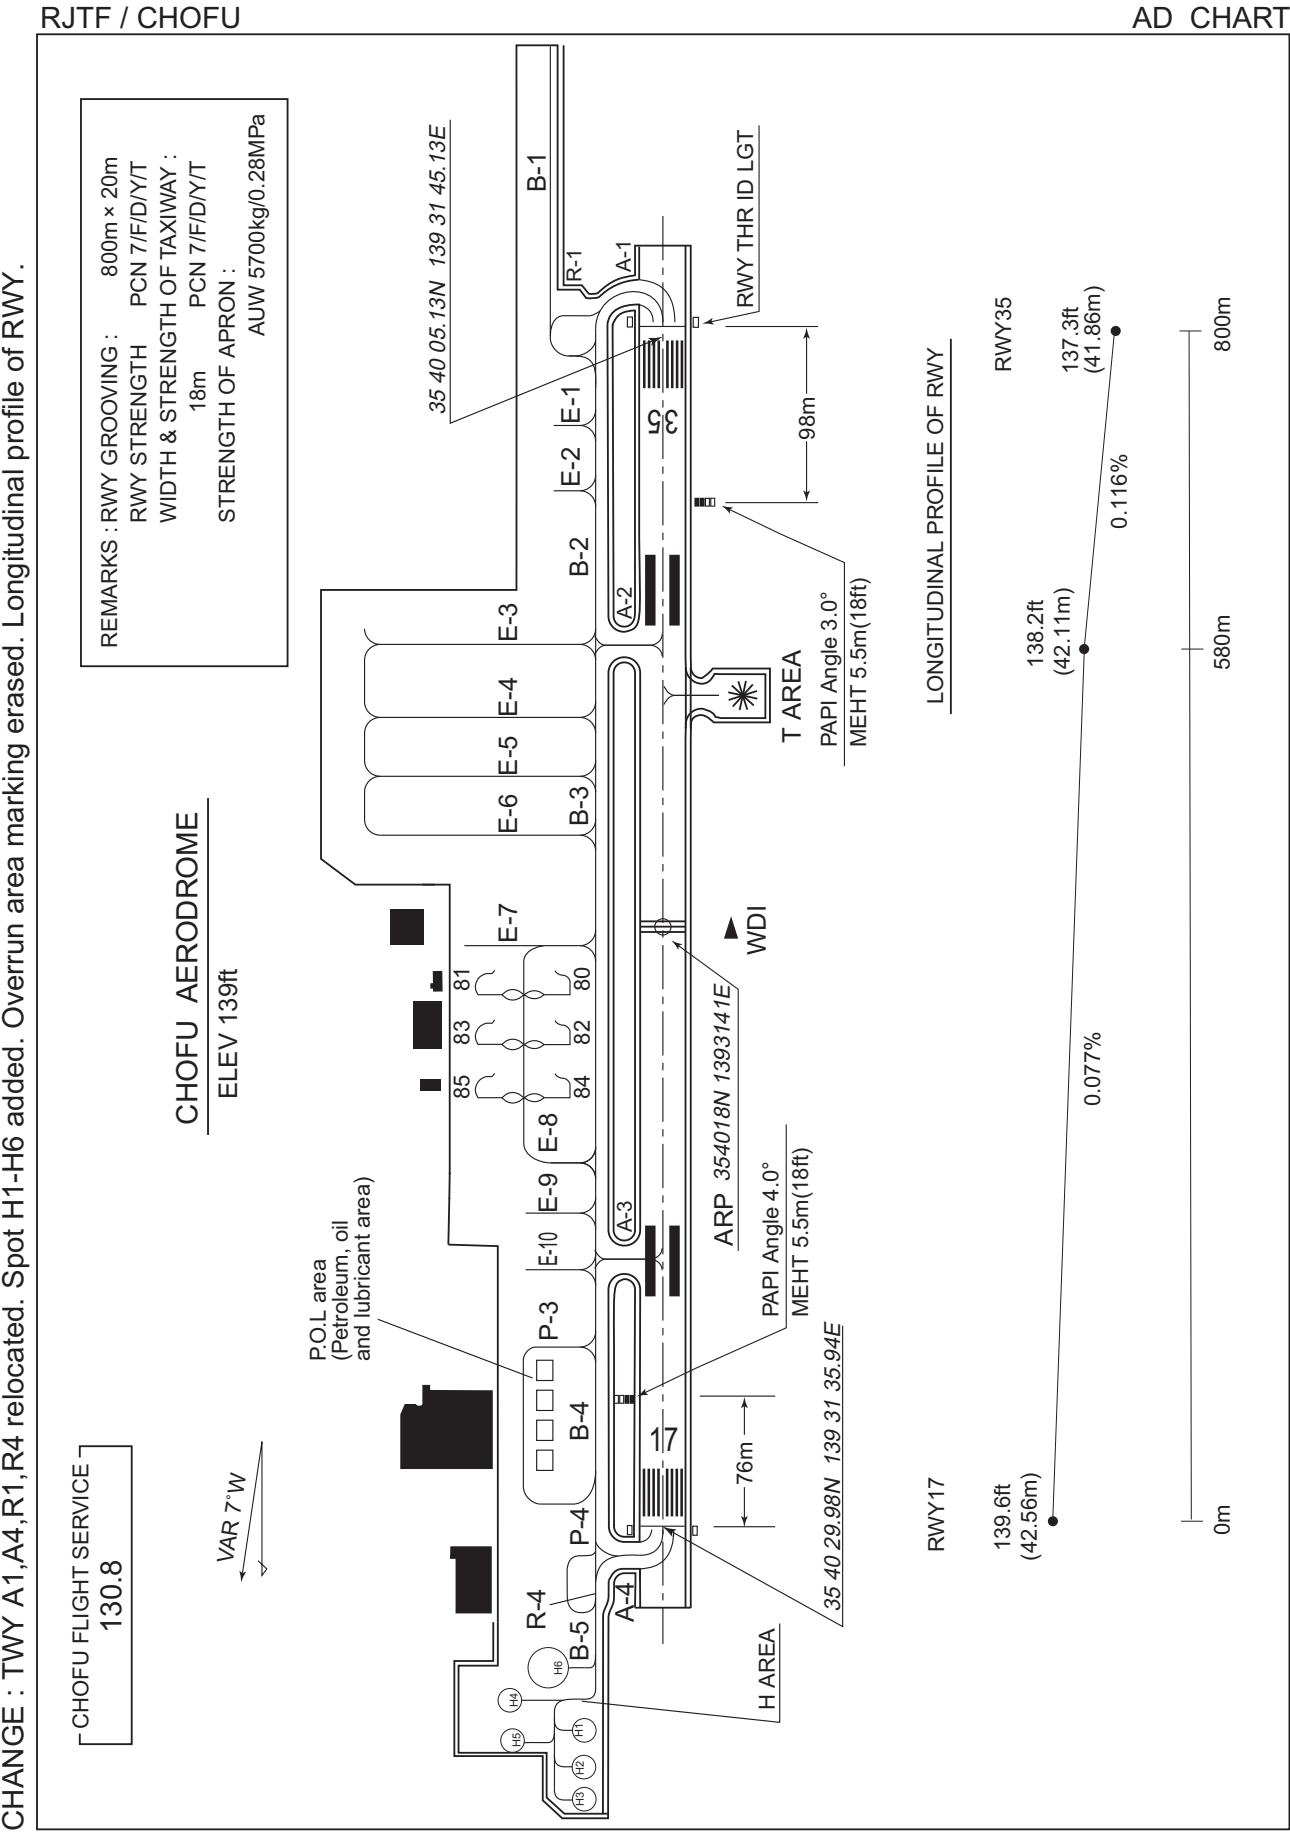 RJTF / CHOFU
AD CHART
CHANGE : TWY A1,A4,R1,R4 relocated. Spot H1-H6 added. Overrun area marking erased. Longitudinal profile of RWY.
CHOFU FLIGHT SERVICE
130.8
VAR 7°W
CHOFU AERODROME
ELEV 139ft
REMARKS : RWY GROOVING : 800m × 20m
RWY STRENGTH PCN 7/F/D/Y/T
WIDTH & STRENGTH OF TAXIWAY :
18m PCN 7/F/D/Y/T
STRENGTH OF APRON :
AUW 5700kg/0.28MPa
P.O.L area
(Petroleum, oil
and lubricant area)
35 40 05.13N 139 31 45.13E
B-1
R-1
A-1
RWY THR ID LGT
E-1
E-2
B-2
A-2
35
98m
E-3
E-4
E-5
E-6
B-3
E-7
81
80
83
82
85
84
E-8
E-9
E-10
A-3
P-3
B-4
P-4
R-4
B-5
A-4
17
76m
H1
H2
H3
H4
H5
H6
H AREA
T AREA
PAPI Angle 3.0°
MEHT 5.5m(18ft)
WDI
ARP 354018N 1393141E
PAPI Angle 4.0°
MEHT 5.5m(18ft)
35 40 29.98N 139 31 35.94E
LONGITUDINAL PROFILE OF RWY
RWY17
RWY35
139.6ft
(42.56m)
138.2ft
(42.11m)
137.3ft
(41.86m)
0.077%
0.116%
0m
580m
800m